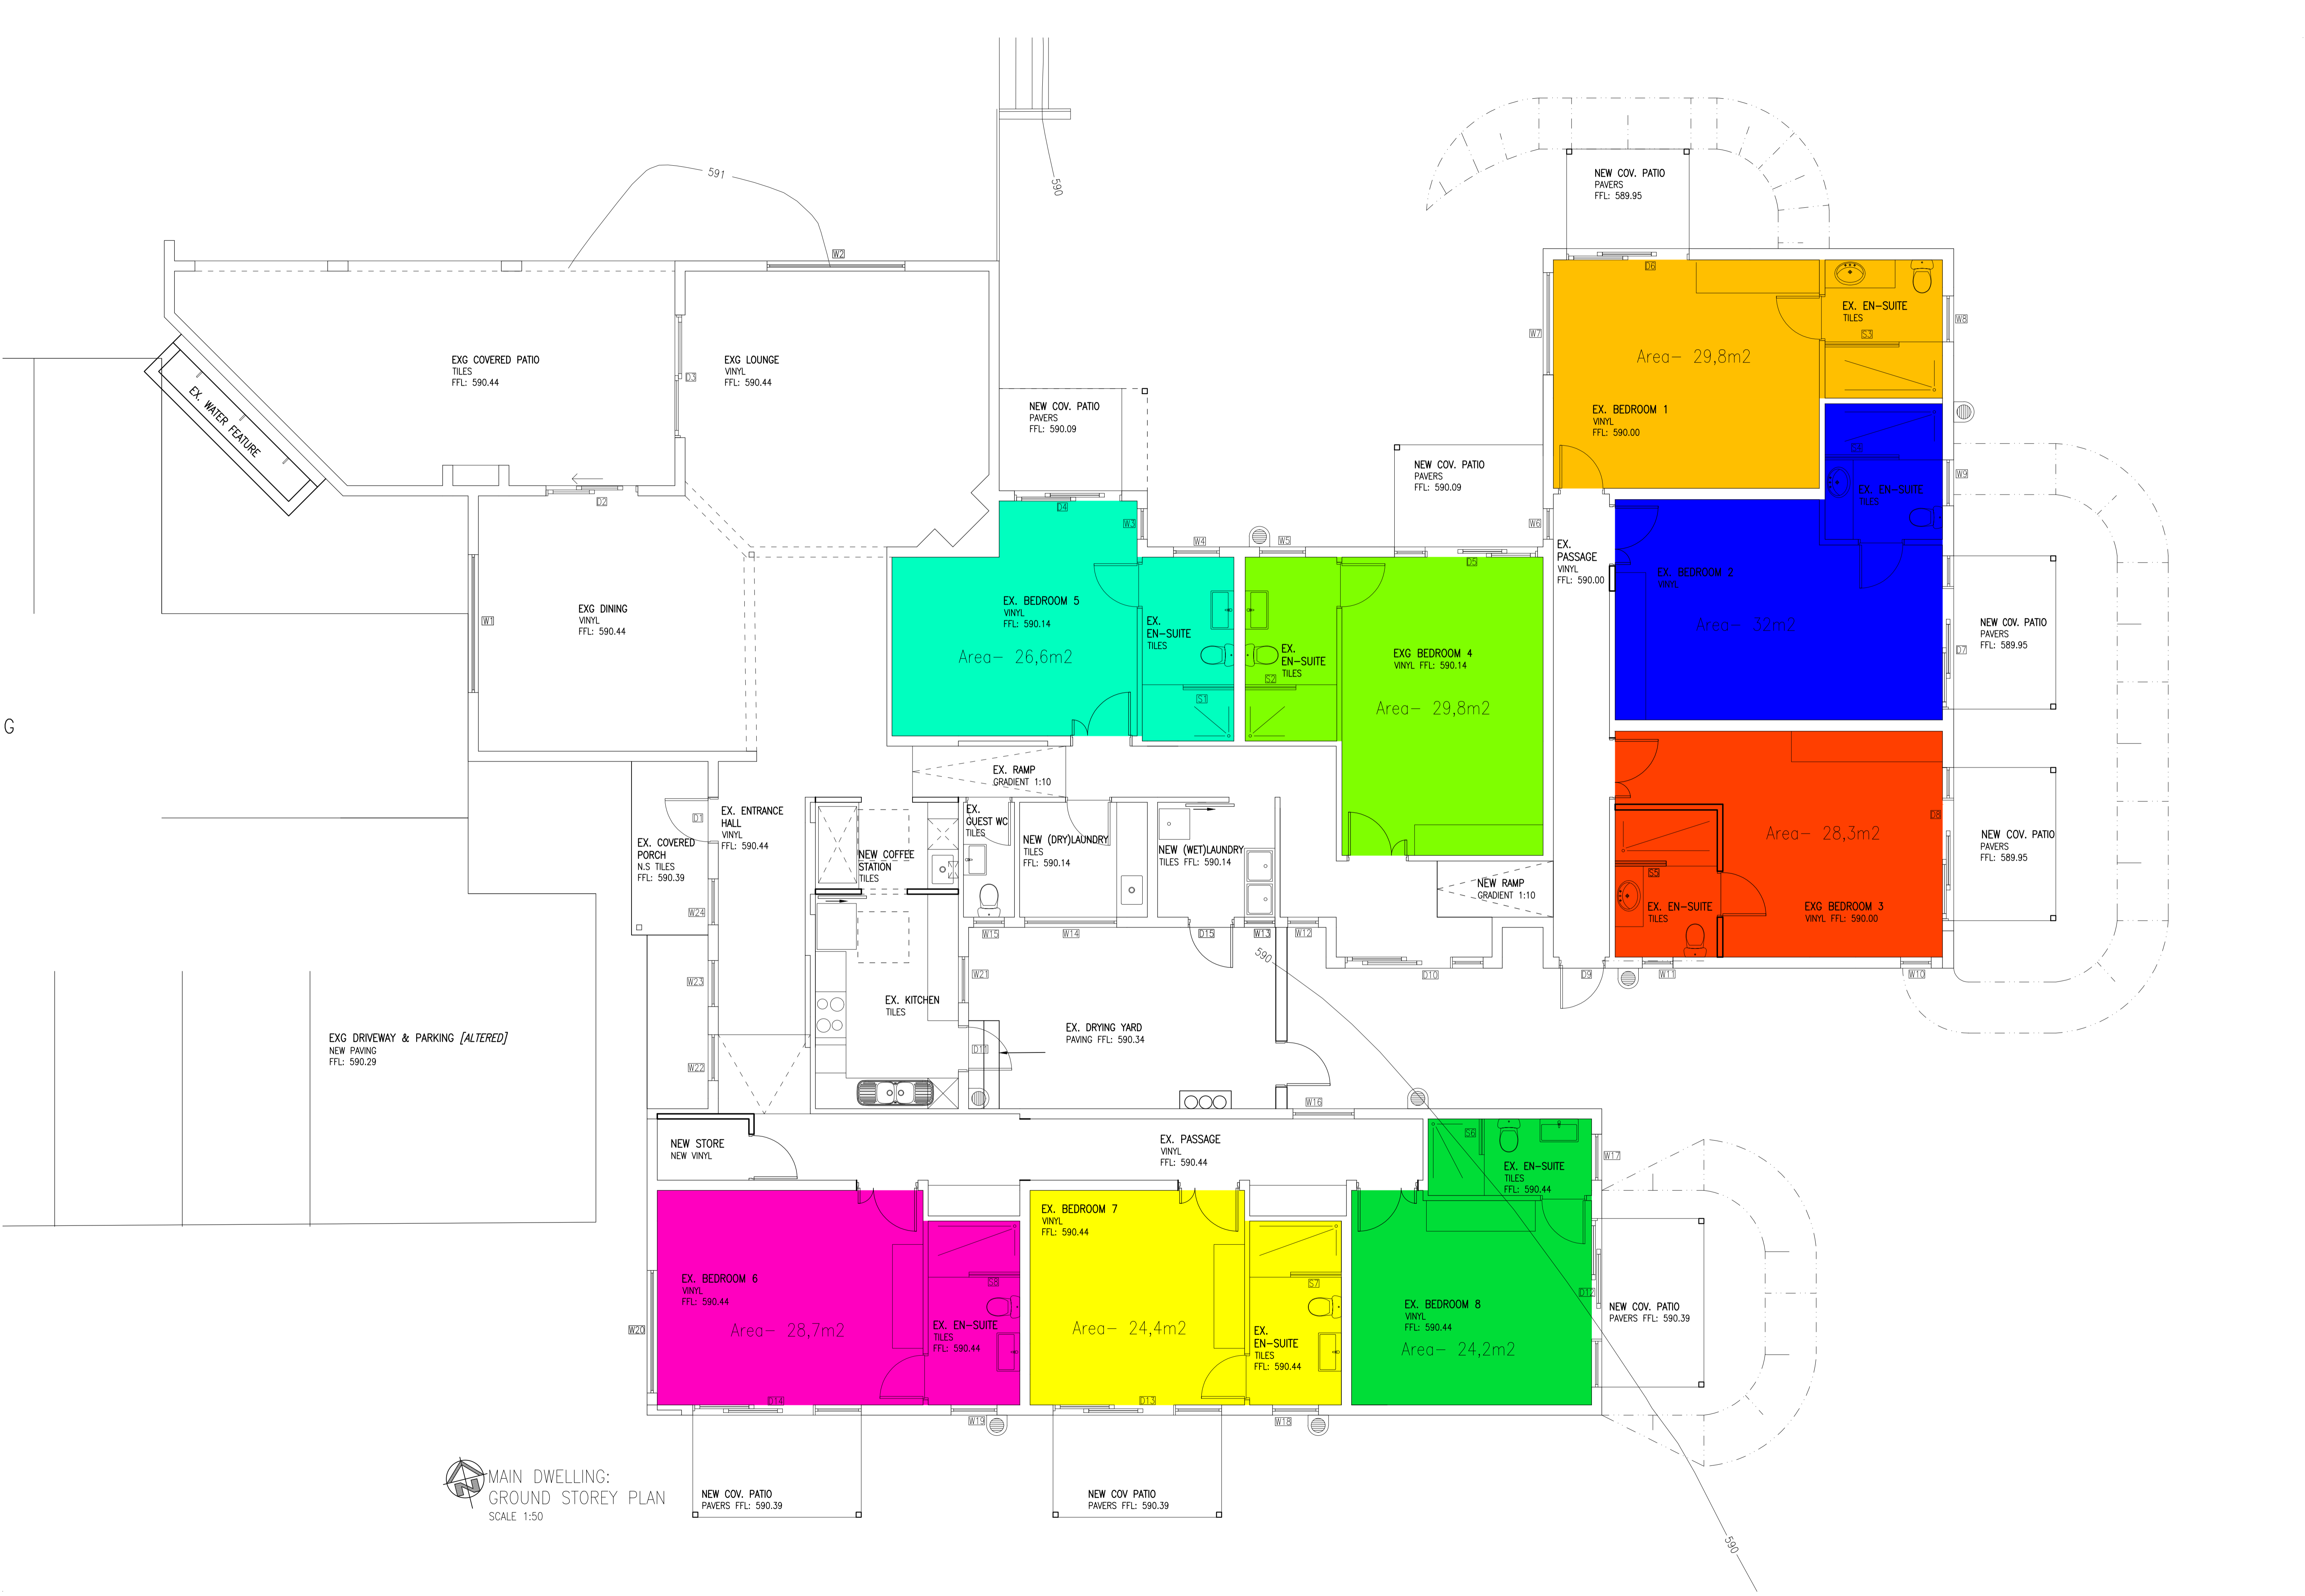 591
590
W2
NEW COV. PATIO
PAVERS
FFL: 589.95
D6
EX. EN-SUITE
TILES
S3
W7
W8
Area- 29,8m2
EX. BEDROOM 1
VINYL
FFL: 590.00
EXG COVERED PATIO
TILES
FFL: 590.44
D3
EXG LOUNGE
VINYL
FFL: 590.44
EX. WATER FEATURE
NEW COV. PATIO
PAVERS
FFL: 590.09
NEW COV. PATIO
PAVERS
FFL: 590.09
W9
EX. EN-SUITE
TILES
D2
D4
W3
W4
W5
W6
D5
EX.
PASSAGE
VINYL
FFL: 590.00
EX. BEDROOM 2
VINYL
Area- 32m2
EXG DINING
VINYL
FFL: 590.44
W1
EX. BEDROOM 5
VINYL
FFL: 590.14
Area- 26,6m2
EX.
EN-SUITE
TILES
S1
EX.
EN-SUITE
TILES
S2
EXG BEDROOM 4
VINYL FFL: 590.14
Area- 29,8m2
NEW COV. PATIO
PAVERS
FFL: 589.95
D7
G
EX. RAMP
GRADIENT 1:10
D1
EX. ENTRANCE
HALL
VINYL
FFL: 590.44
EX. COVERED
PORCH
N.S TILES
FFL: 590.39
NEW COFFEE
STATION
TILES
EX.
GUEST WC
TILES
NEW (DRY)LAUNDRY
TILES
FFL: 590.14
NEW (WET)LAUNDRY
TILES FFL: 590.14
NEW RAMP
GRADIENT 1:10
Area- 28,3m2
D8
NEW COV. PATIO
PAVERS
FFL: 589.95
S5
EX. EN-SUITE
TILES
EXG BEDROOM 3
VINYL FFL: 590.00
W24
W15
W14
D15
W13
W12
590
W23
W21
D10
D9
W11
W10
EX. KITCHEN
TILES
EX. DRYING YARD
PAVING FFL: 590.34
D11
W22
EXG DRIVEWAY & PARKING [ALTERED]
NEW PAVING
FFL: 590.29
W16
NEW STORE
NEW VINYL
EX. PASSAGE
VINYL
FFL: 590.44
S6
W17
EX. EN-SUITE
TILES
FFL: 590.44
EX. BEDROOM 7
VINYL
FFL: 590.44
EX. BEDROOM 6
VINYL
FFL: 590.44
S8
S7
D12
W20
Area- 28,7m2
EX. EN-SUITE
TILES
FFL: 590.44
Area- 24,4m2
EX.
EN-SUITE
TILES
FFL: 590.44
EX. BEDROOM 8
VINYL
FFL: 590.44
Area- 24,2m2
NEW COV. PATIO
PAVERS FFL: 590.39
D14
W19
D13
W18
MAIN DWELLING:
GROUND STOREY PLAN
SCALE 1:50
N
NEW COV. PATIO
PAVERS FFL: 590.39
NEW COV PATIO
PAVERS FFL: 590.39
590